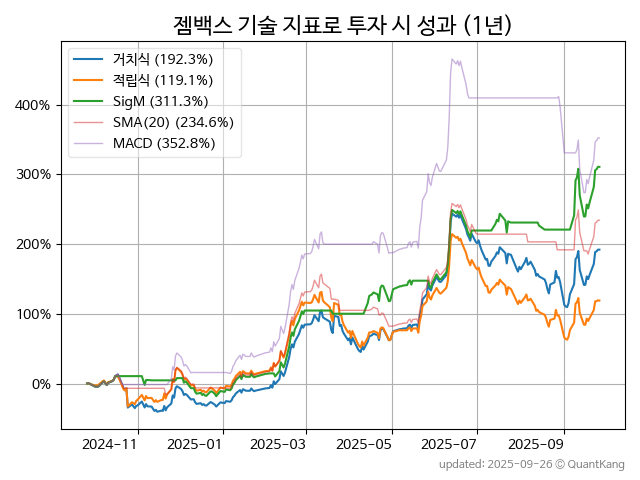 젬백스 기술 지표로 투자 시 성과 (1년)
거치식 (192.3%)
적립식 (119.1%)
SigM (311.3%)
SMA(20) (234.6%)
MACD (352.8%)
400%
300%
200%
100%
0%
2024-11 2025-01 2025-03 2025-05 2025-07 2025-09
updated: 2025-09-26 © QuantKang